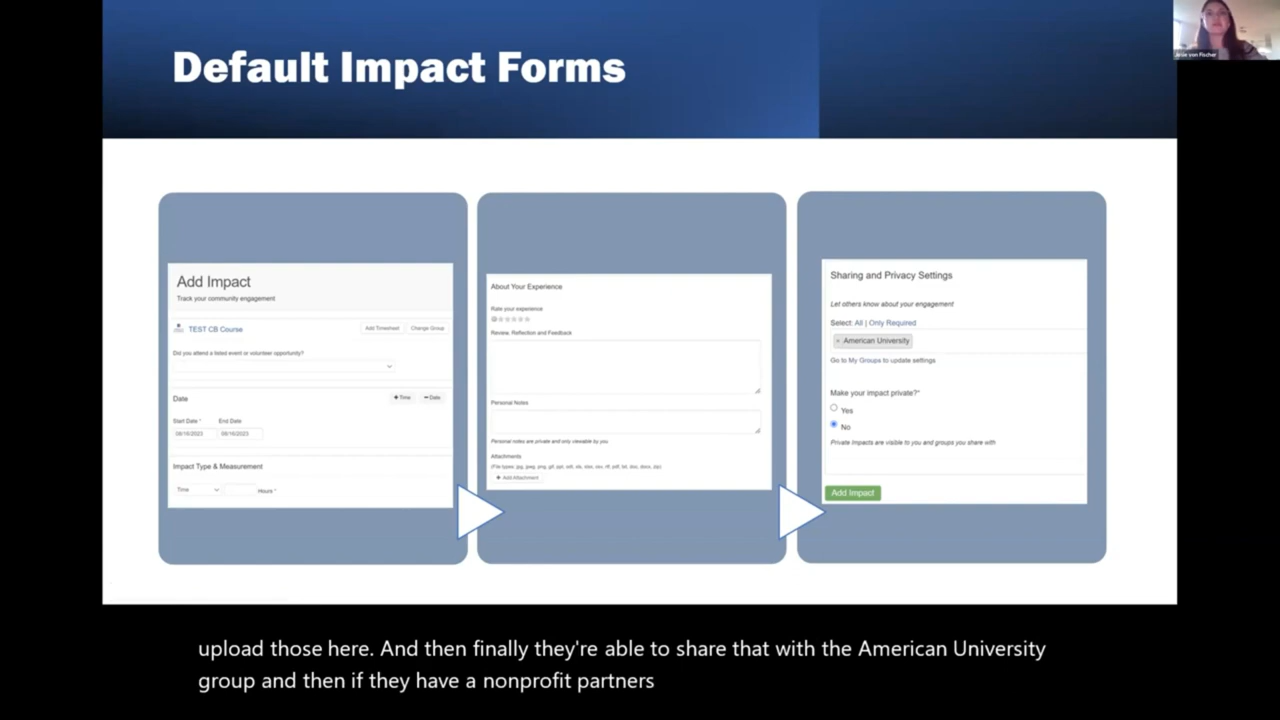 Default Impact Forms
Add Impact
Track your community engagement
TEST CB Course
Add Timesheet
Change Group
Did you attend a listed event or volunteer opportunity?
Date
+ Time
− Date
Start Date *
End Date
09/16/2023
09/16/2023
Impact Type & Measurement
Time
Hours *
About Your Experience
Rate your experience
Review, Reflection and Feedback
Personal Notes
Personal notes are private and only viewable by you
Attachments
+ Add Attachment
Sharing and Privacy Settings
Let others know about your engagement
Select: All | Only Required
× American University
Go to My Groups to update settings
Make your impact private?*
Yes
No
Private Impacts are visible to you and groups you share with
Add Impact
von Fischer
upload those here. And then finally they're able to share that with the American University
group and then if they have a nonprofit partners